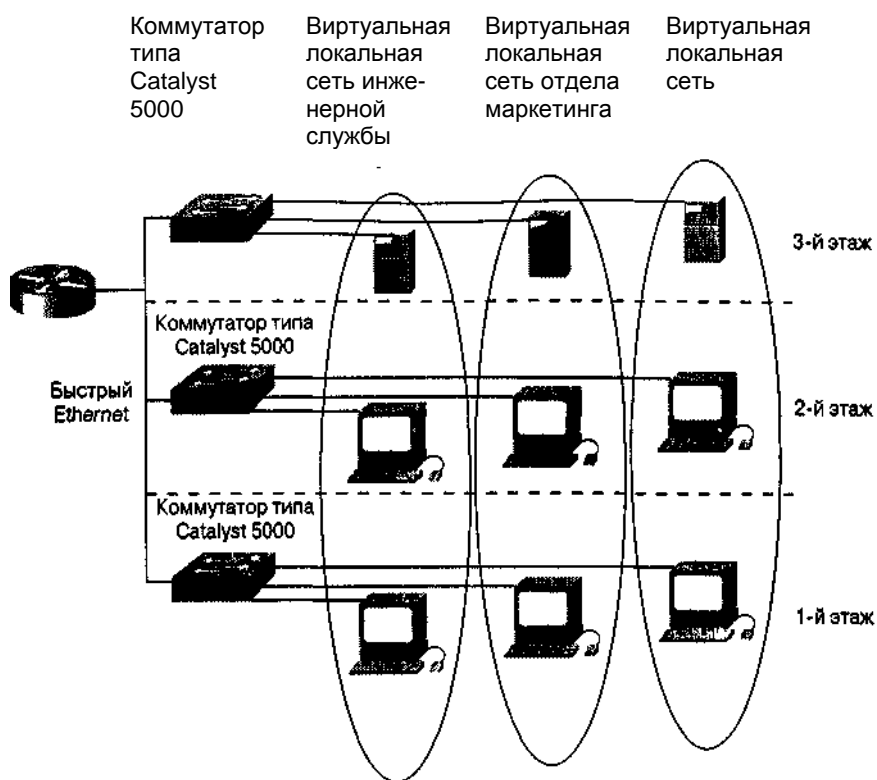 Коммутатор
типа
Catalyst
5000
Виртуальная
локальная
сеть инже-
нерной
службы
Виртуальная
локальная
сеть отдела
маркетинга
Виртуальная
локальная
сеть
3-й этаж
Коммутатор типа
Catalyst 5000
Быстрый
Ethernet
2-й этаж
Коммутатор типа
Catalyst 5000
1-й этаж